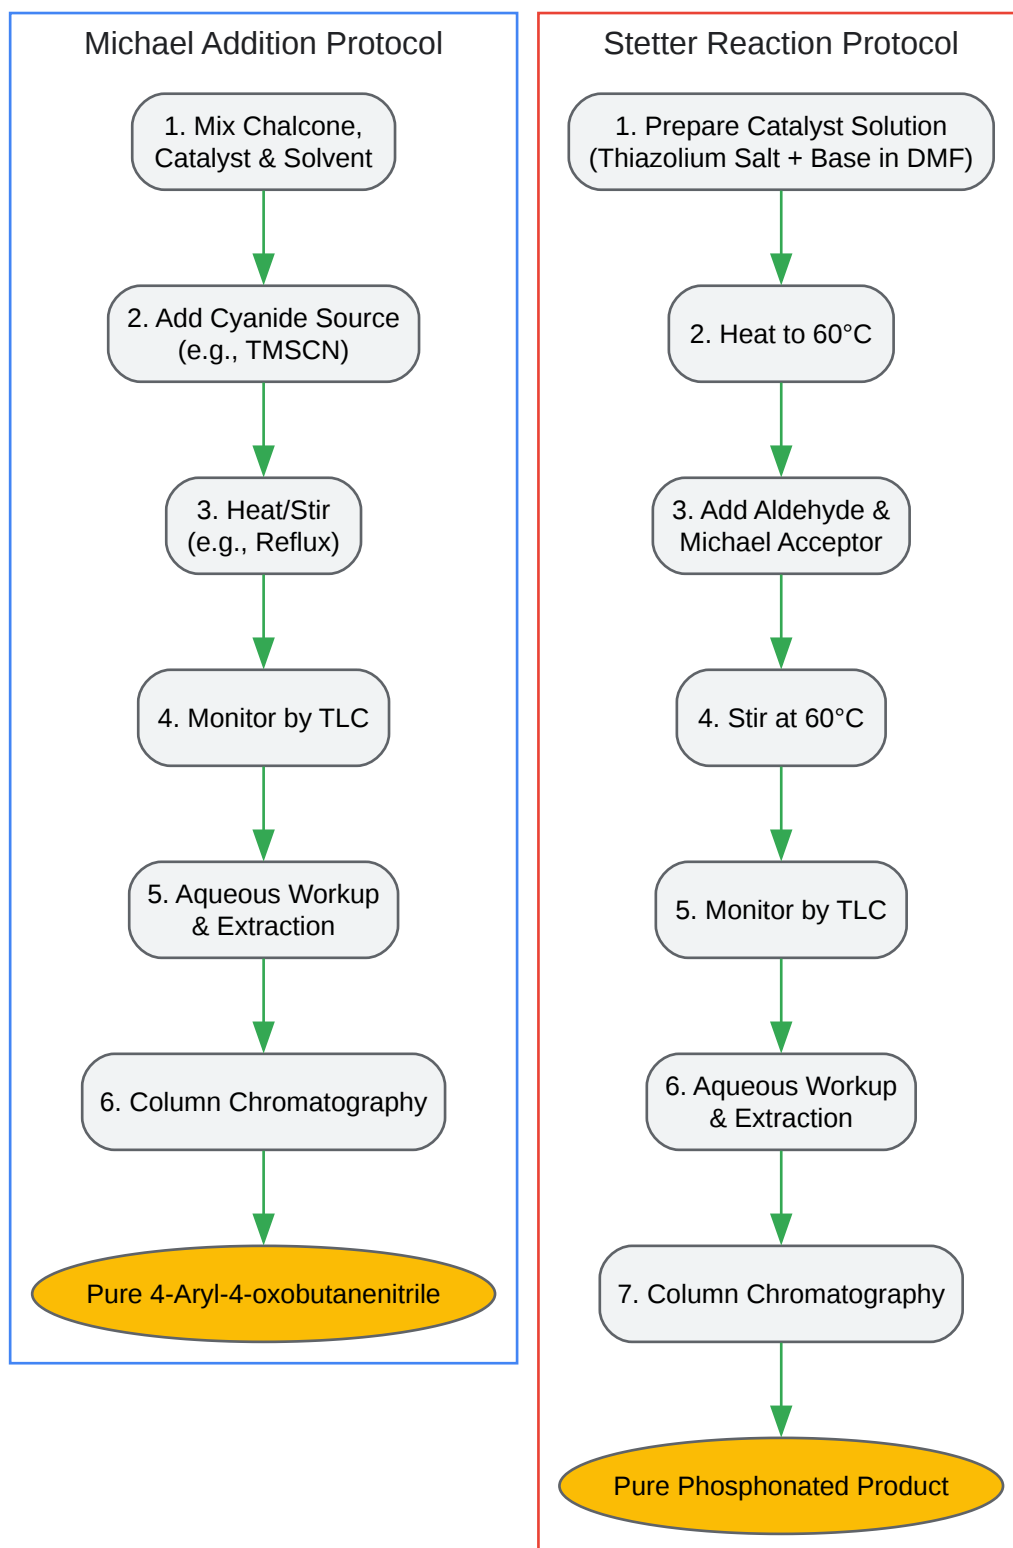 Michael Addition Protocol
1. Mix Chalcone,
Catalyst & Solvent
2. Add Cyanide Source
(e.g., TMSCN)
3. Heat/Stir
(e.g., Reflux)
4. Monitor by TLC
5. Aqueous Workup
& Extraction
6. Column Chromatography
Pure 4-Aryl-4-oxobutanenitrile
Stetter Reaction Protocol
1. Prepare Catalyst Solution
(Thiazolium Salt + Base in DMF)
2. Heat to 60°C
3. Add Aldehyde &
Michael Acceptor
4. Stir at 60°C
5. Monitor by TLC
6. Aqueous Workup
& Extraction
7. Column Chromatography
Pure Phosphonated Product